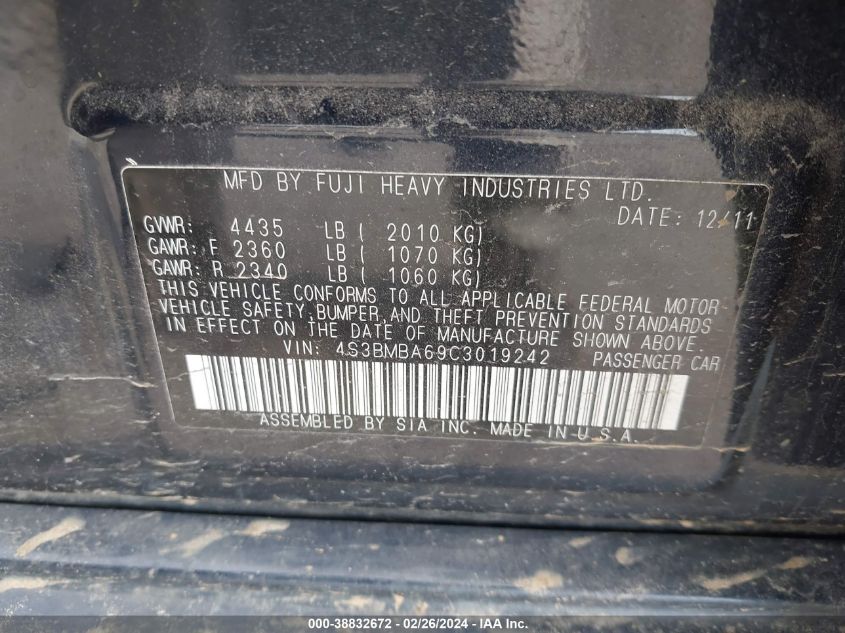 MFD BY FUJI HEAVY INDUSTRIES LTD.
DATE: 12/11
GVWR: 4435 LB ( 2010 KG)
GAWR: F 2360 LB ( 1070 KG)
GAWR: R 2340 LB ( 1060 KG)
THIS VEHICLE CONFORMS TO ALL APPLICABLE FEDERAL MOTOR
VEHICLE SAFETY, BUMPER, AND THEFT PREVENTION STANDARDS
IN EFFECT ON THE DATE OF MANUFACTURE SHOWN ABOVE.
VIN: 4S3BMBA69C3019242 PASSENGER CAR
ASSEMBLED BY SIA INC. MADE IN U.S.A.
000-38832672 - 02/26/2024 - IAA Inc.